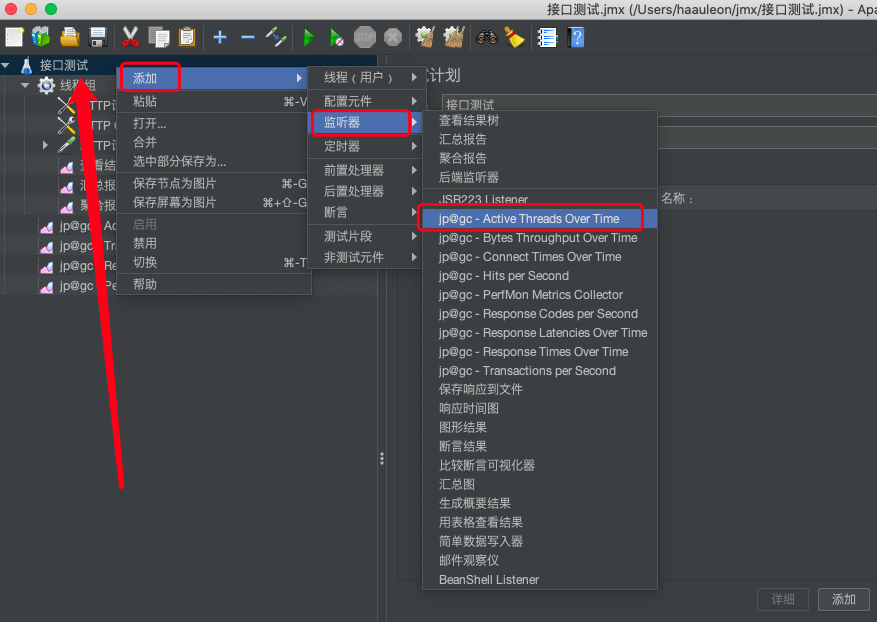 接口测试.jmx (/Users/haauleon/jmx/接口测试.jmx) - Apa
STOP
接口测试
线程组
HTTP
TTP
TTP
查看结
汇总报
聚合报
jp@gc - Ac
jp@gc - Tra
jp@gc - Re
jp@gc - Pe
添加
粘贴 ⌘-V
打开...
合并
选中部分保存为...
保存节点为图片 ⌘-G
保存屏幕为图片 ⌘+⇧-G
启用
禁用
切换 ⌘-T
帮助
线程（用户）
配置元件
监听器
定时器
前置处理器
后置处理器
断言
测试片段
非测试元件
查看结果树
汇总报告
聚合报告
后端监听器
JSR223 Listener
jp@gc - Active Threads Over Time
jp@gc - Bytes Throughput Over Time
jp@gc - Connect Times Over Time
jp@gc - Hits per Second
jp@gc - PerfMon Metrics Collector
jp@gc - Response Codes per Second
jp@gc - Response Latencies Over Time
jp@gc - Response Times Over Time
jp@gc - Transactions per Second
保存响应到文件
响应时间图
图形结果
断言结果
比较断言可视化器
汇总图
生成概要结果
用表格查看结果
简单数据写入器
邮件观察仪
BeanShell Listener
计划
接口测试
名称：
详细
添加